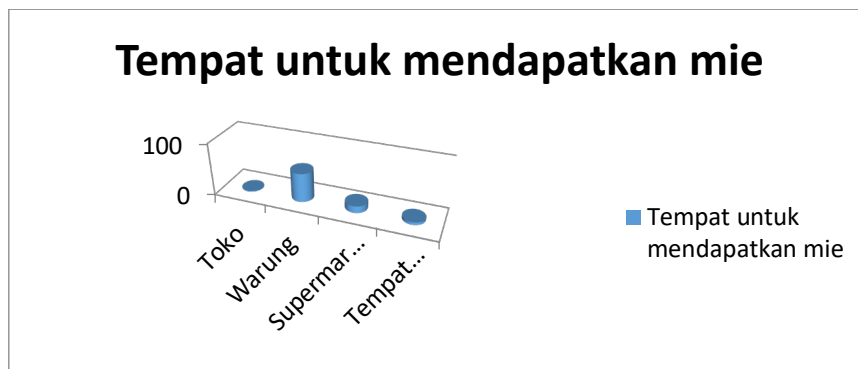 Tempat untuk mendapatkan mie
100
0
Toko
Warung
Supermar...
Tempat...
Tempat untuk
mendapatkan mie